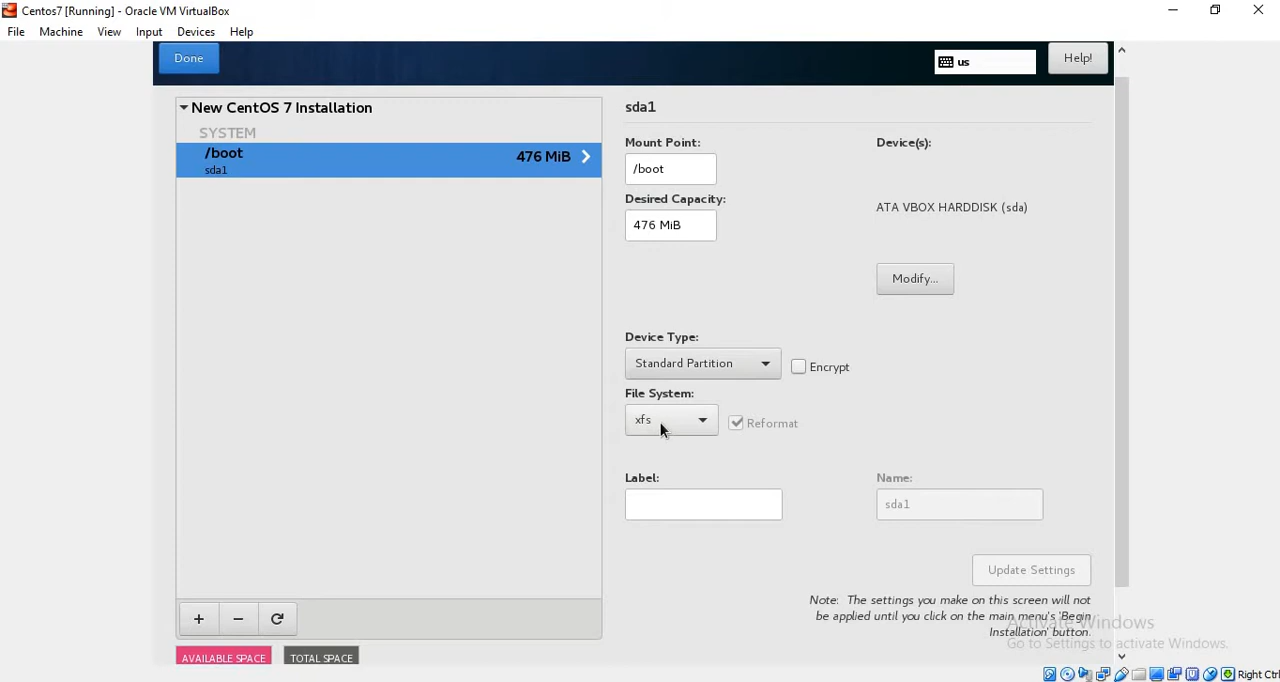 Centos7 [Running] - Oracle VM VirtualBox
File Machine View Input Devices Help
Done
us
Help!
New CentOS 7 Installation
SYSTEM
/boot
476 MiB
sda1
sda1
Mount Point:
/boot
Desired Capacity:
476 MiB
Device(s):
ATA VBOX HARDDISK (sda)
Modify...
Device Type:
Standard Partition
Encrypt
File System:
xfs
Reformat
Label:
Name:
sda1
Update Settings
Note: The settings you make on this screen will not
be applied until you click on the main menu's 'Begin
Installation' button.
Activate Windows
Go to Settings to activate Windows.
+ -
AVAILABLE SPACE
TOTAL SPACE
Right Ctrl